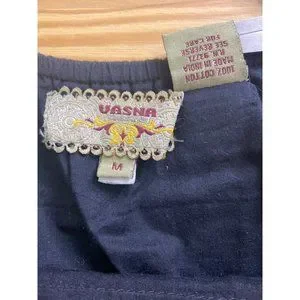 VASNA
M
100% COTTON
MADE IN INDIA
SEE REVERSE
FOR CARE